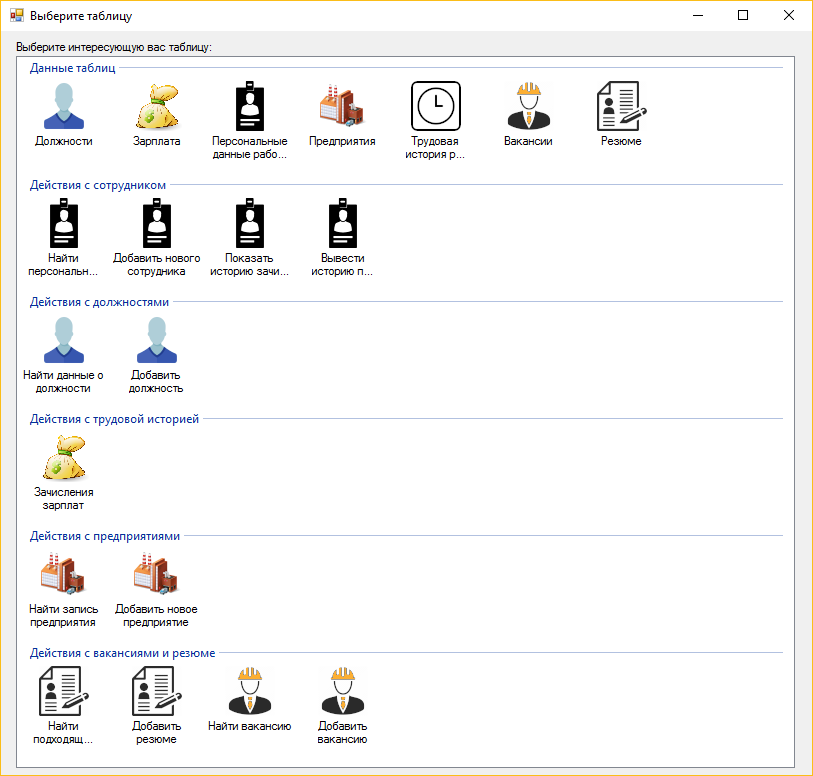 Выберите таблицу
Выберите интересующую вас таблицу:
Данные таблиц
Должности
Зарплата
Персональные
данные рабо...
Предприятия
Трудовая
история р...
Вакансии
Резюме
Действия с сотрудником
Найти
персональн...
Добавить нового
сотрудника
Показать
историю зачи...
Вывести
историю п...
Действия с должностями
Найти данные о
должности
Добавить
должность
Действия с трудовой историей
Зачисления
зарплат
Действия с предприятиями
Найти запись
предприятия
Добавить новое
предприятие
Действия с вакансиями и резюме
Найти
подходящ...
Добавить
резюме
Найти вакансию
Добавить
вакансию